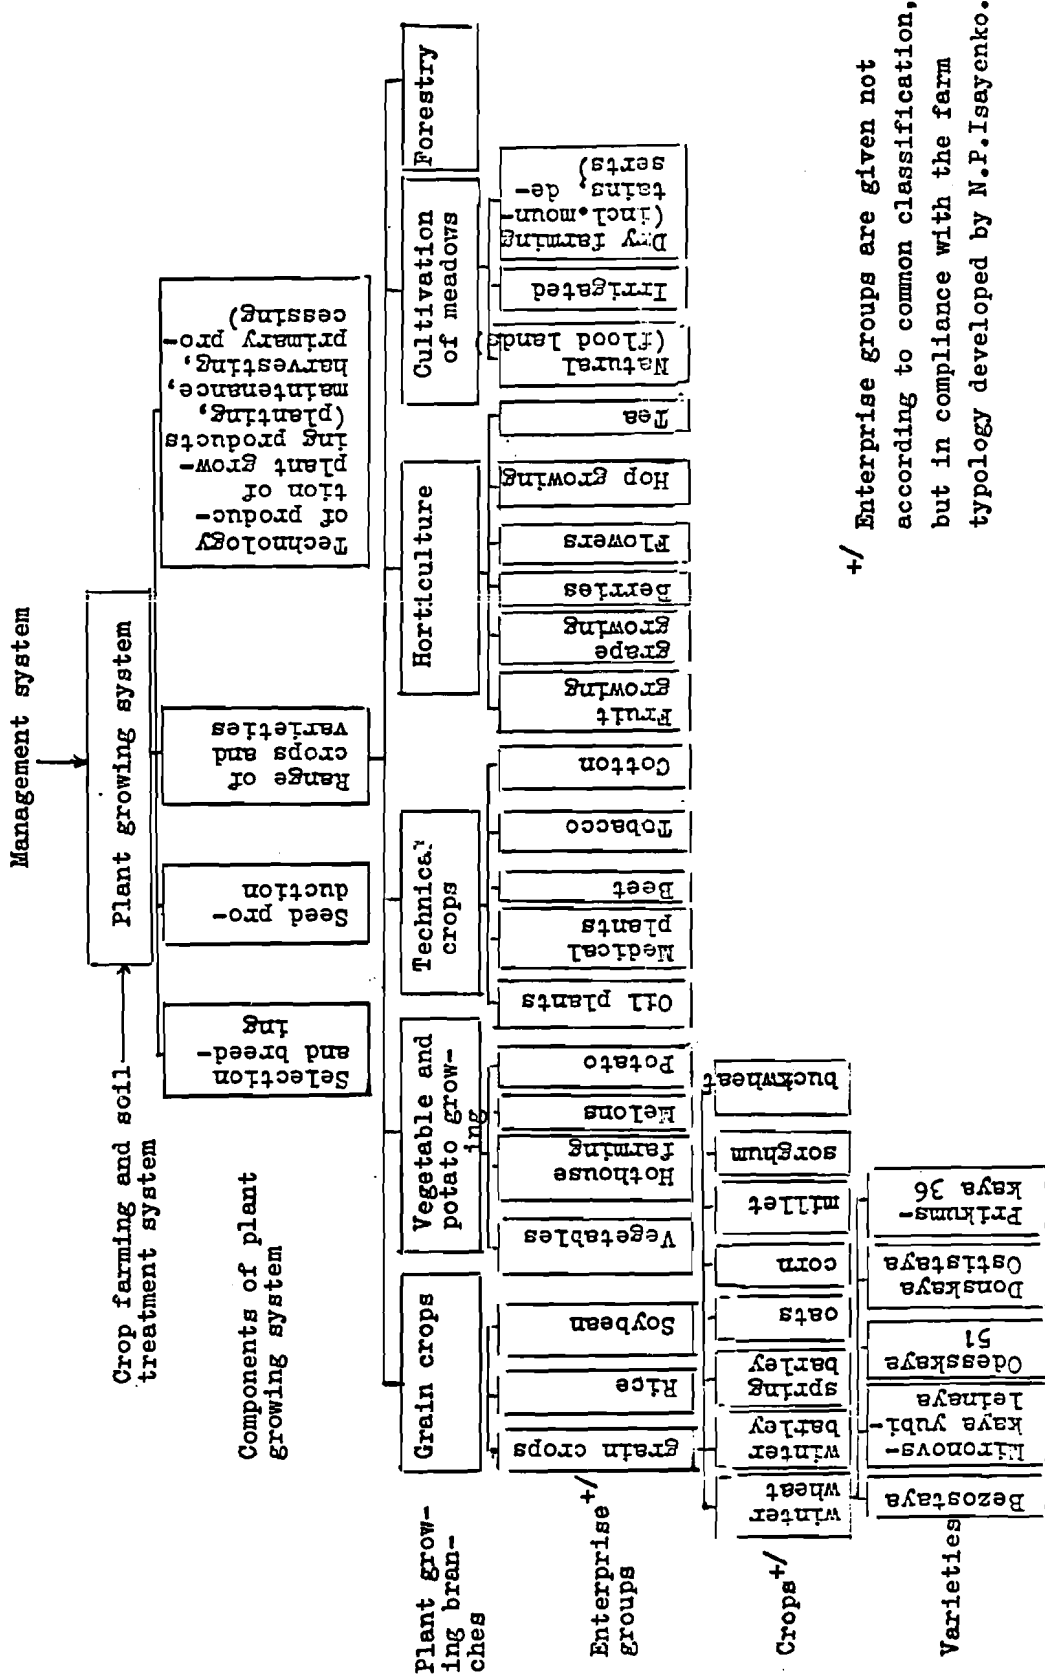 Management system
Plant growing system
Crop farming and soil
treatment system
Components of plant
growing system
Selection
and breed-
ing
Seed pro-
duction
Range of
crops and
varieties
Technology
of produc-
tion of
plant grow-
ing products
(planting,
maintenance,
harvesting,
primary pro-
cessing)
Plant grow-
ing bran-
ches
Grain crops
Vegetable and
potato grow-
ing
Technical
crops
Horticulture
Cultivation
of meadows
Forestry
Enterprise+/
groups
grain crops
Rice
Soybean
Vegetables
Hothouse
farming
Melons
Potato
Oil plants
Medical
plants
Beet
Tobacco
Cotton
Fruit
growing
grape
growing
Berries
Flowers
Hop growing
Tea
Natural
(flood lands)
Irrigated
Dry farming
(incl.moun-
tains, de-
serts)
Crops+/
winter
wheat
winter
barley
spring
barley
oats
corn
millet
sorghum
buckwheat
Varieties
Bezostaya
Mironovs-
kaya yubi-
leinaya
Odesskaya
51
Donskaya
Ostistaya
Prikums-
kaya 36
+/ Enterprise groups are given not
according to common classification,
but in compliance with the farm
typology developed by N.P.Isayenko.